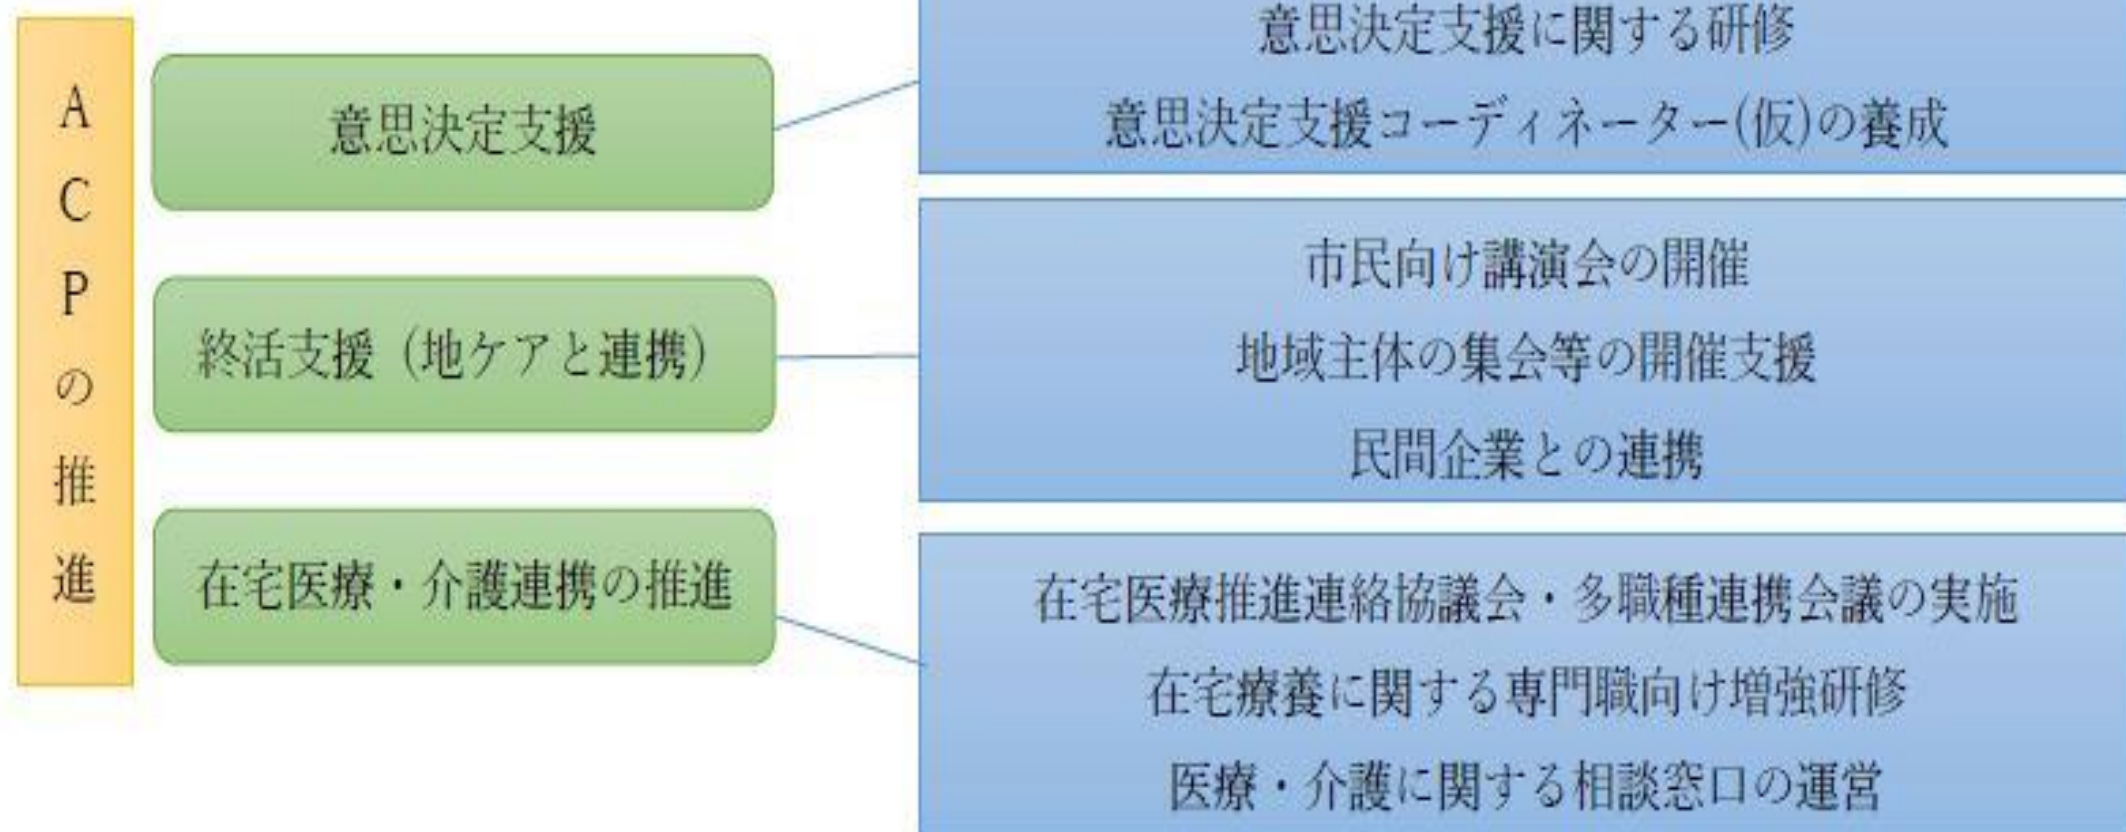 ACPの推進
意思決定支援
意思決定支援に関する研修
意思決定支援コーディネーター(仮)の養成
終活支援（地ケアと連携）
市民向け講演会の開催
地域主体の集会等の開催支援
民間企業との連携
在宅医療・介護連携の推進
在宅医療推進連絡協議会・多職種連携会議の実施
在宅療養に関する専門職向け増強研修
医療・介護に関する相談窓口の運営